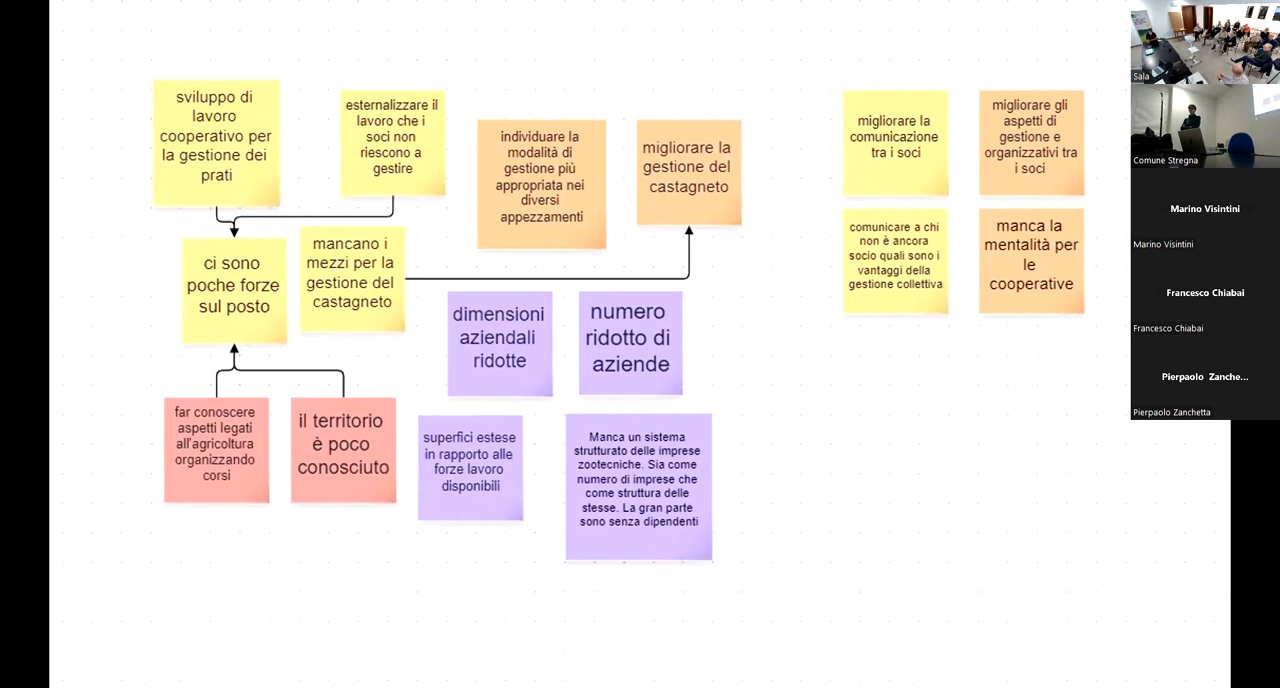 sviluppo di
lavoro
cooperativo per
la gestione dei
prati
esternalizzare il
lavoro che i
soci non
riescono a
gestire
individuare la
modalità di
gestione più
appropriata nei
diversi
appezzamenti
migliorare la
gestione del
castagneto
ci sono
poche forze
sul posto
mancano i
mezzi per la
gestione del
castagneto
dimensioni
aziendali
ridotte
numero
ridotto di
aziende
far conoscere
aspetti legati
all'agricoltura
organizzando
corsi
il territorio
è poco
conosciuto
superfici estese
in rapporto alle
forze lavoro
disponibili
Manca un sistema
strutturato delle imprese
zootecniche. Sia come
numero di imprese che
come struttura delle
stesse. La gran parte
sono senza dipendenti
migliorare la
comunicazione
tra i soci
migliorare gli
aspetti di
gestione e
organizzativi tra
i soci
comunicare a chi
non è ancora
socio quali sono i
vantaggi della
gestione collettiva
manca la
mentalità per
le
cooperative
Sala
Comune Stregna
Marino Visintini
Marino Visintini
Francesco Chiabai
Francesco Chiabai
Pierpaolo Zanche...
Pierpaolo Zanchetta